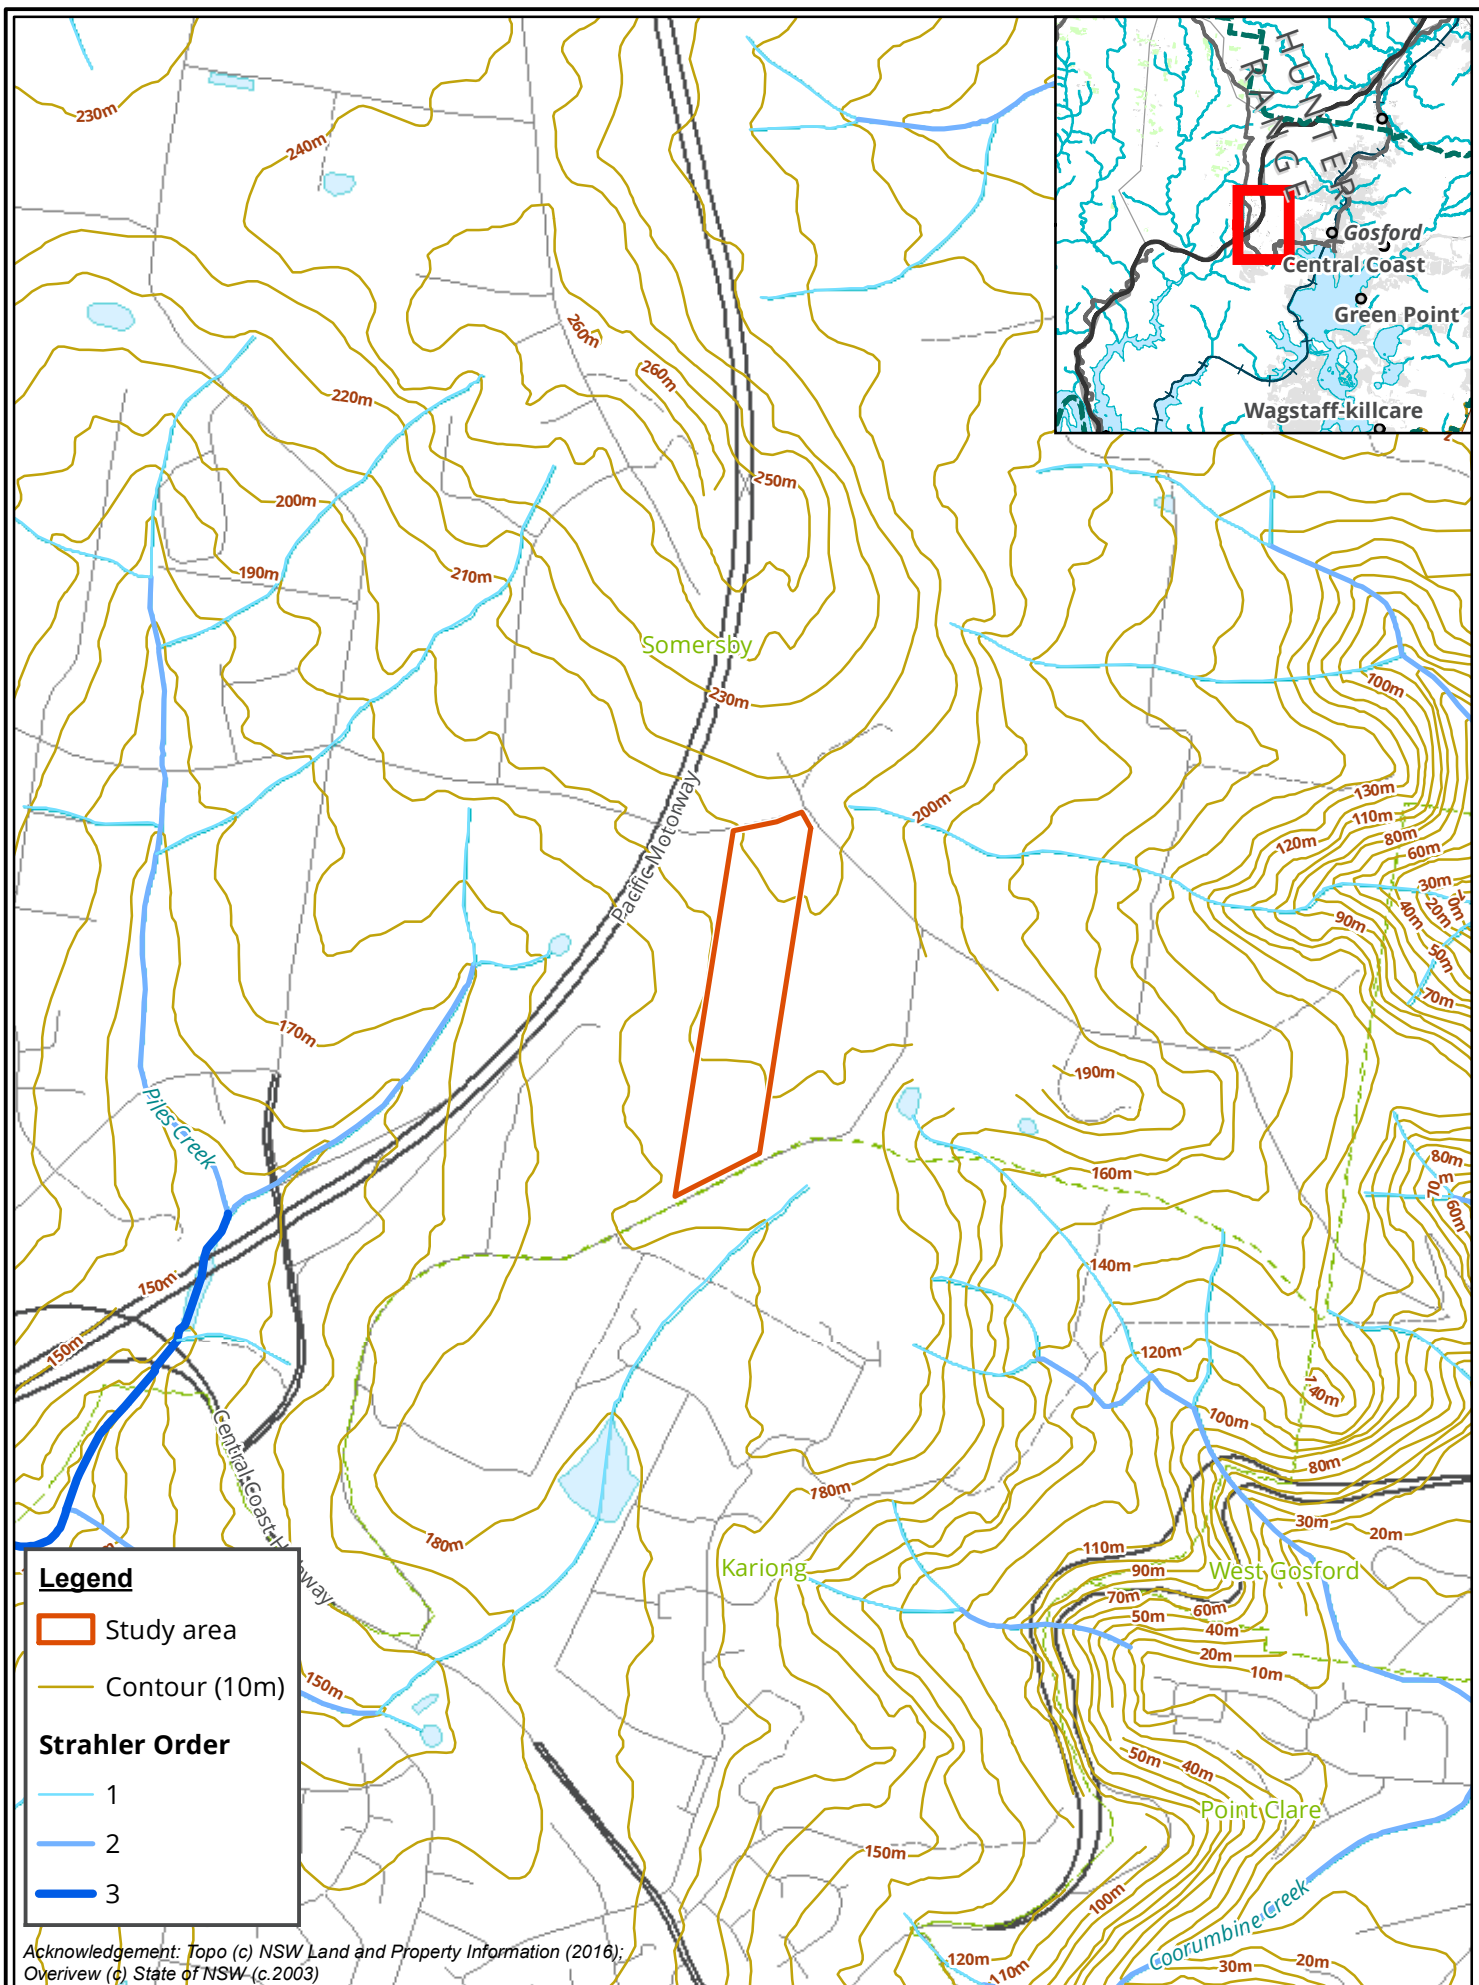 230m
240m
260m
260m
220m
250m
200m
190m
210m
Somersby
230m
Pacific Motorway
200m
100m
130m
110m
120m
80m
60m
30m
40m
20m
0m
90m
50m
70m
170m
190m
Piles Creek
160m
80m
70m
60m
150m
140m
150m
120m
140m
100m
Central Coast Highway
80m
180m
180m
30m
20m
110m
Kariong
90m
West Gosford
70m
60m
50m
40m
20m
10m
150m
50m
40m
Point Clare
150m
100m
Coorumbine Creek
120m
110m
20m
30m
HUNTER
RANGE
Gosford
Central Coast
Green Point
Wagstaff-killcare
Legend
Study area
Contour (10m)
Strahler Order
1
2
3
Acknowledgement: Topo (c) NSW Land and Property Information (2016);
Overivew (c) State of NSW (c.2003)